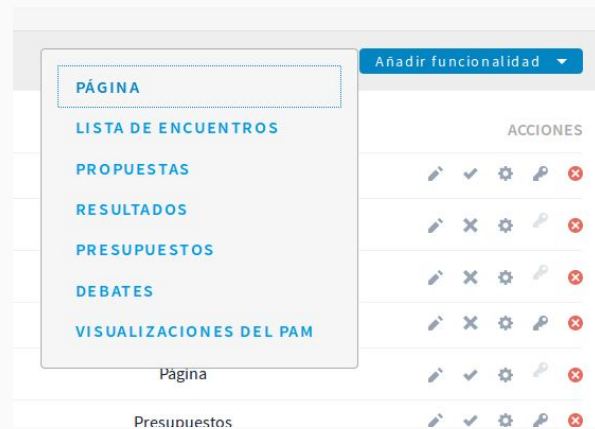 Añadir funcionalidad
PÁGINA
LISTA DE ENCUENTROS
ACCIONES
PROPUESTAS
RESULTADOS
PRESUPUESTOS
DEBATES
VISUALIZACIONES DEL PAM
Página
Presupuestos